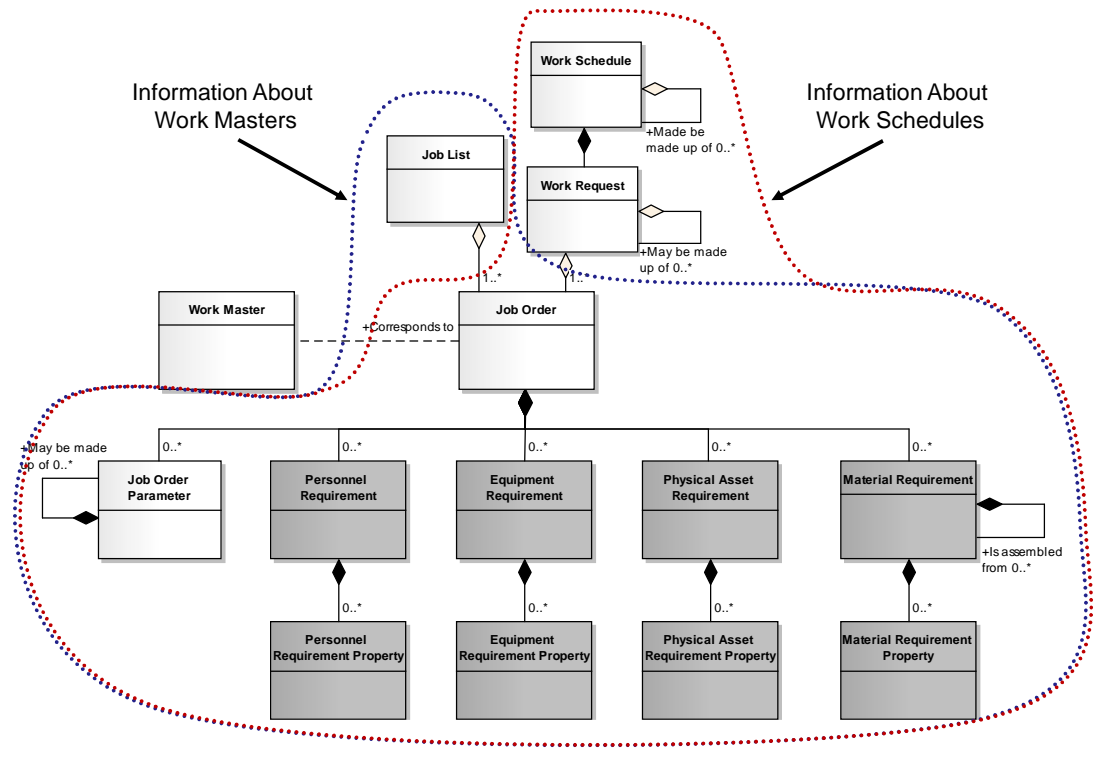 Information About
Work Masters
Work Schedule
+Made be
made up of 0..*
Information About
Work Schedules
Job List
Work Request
+May be made
up of 0..*
1..*
1..
Work Master
+Corresponds to
Job Order
+May be made
up of 0..*
0..*
0..*
0..*
0..*
0..*
Job Order
Parameter
Personnel
Requirement
Equipment
Requirement
Physical Asset
Requirement
Material Requirement
+Is assembled
from 0..*
0..*
0..*
0..*
0..*
Personnel
Requirement Property
Equipment
Requirement Property
Physical Asset
Requirement Property
Material Requirement
Property